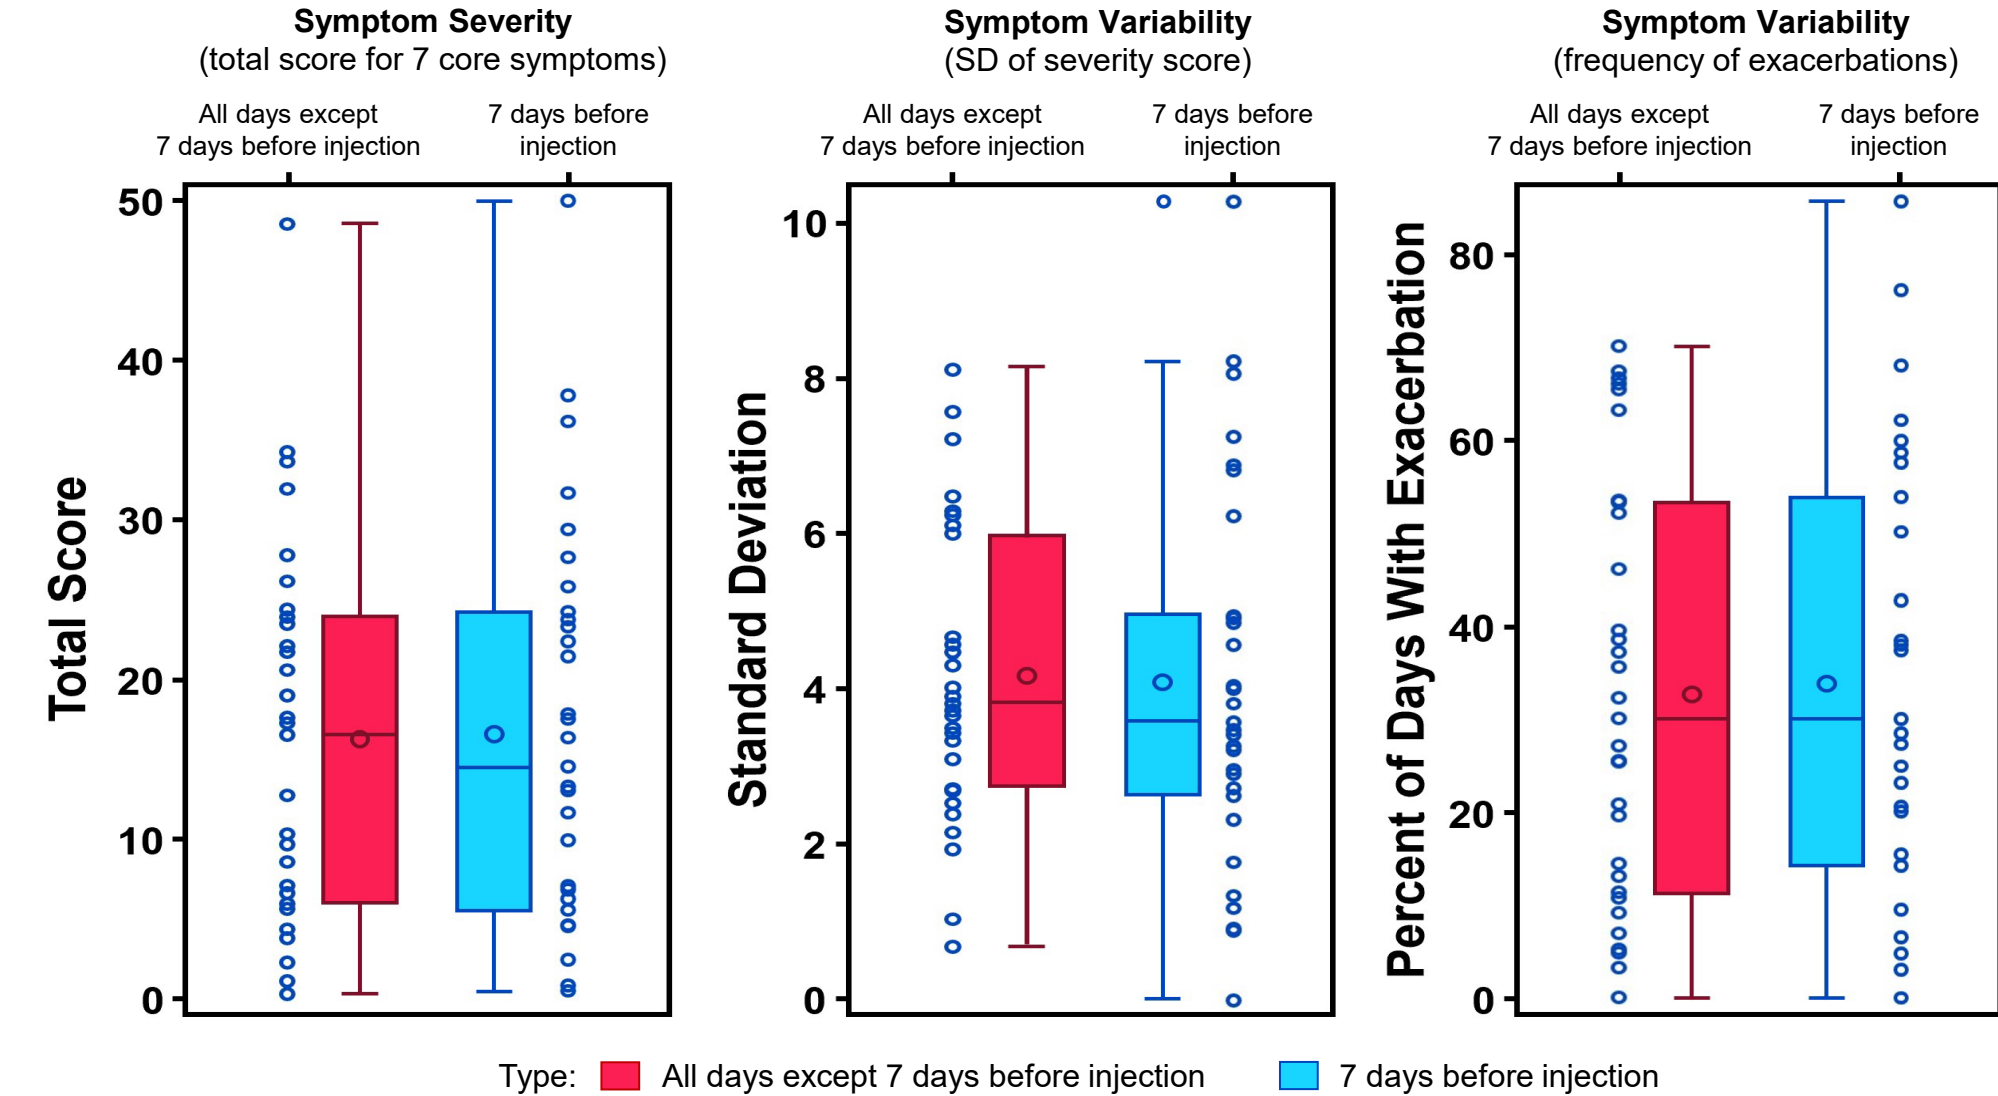 Symptom Severity
(total score for 7 core symptoms)
All days except
7 days before injection
7 days before
injection
50
40
30
20
10
0
Total Score
Symptom Variability
(SD of severity score)
All days except
7 days before injection
7 days before
injection
10
8
6
4
2
0
Standard Deviation
Symptom Variability
(frequency of exacerbations)
All days except
7 days before injection
7 days before
injection
80
60
40
20
0
Percent of Days With Exacerbation
Type: All days except 7 days before injection 7 days before injection